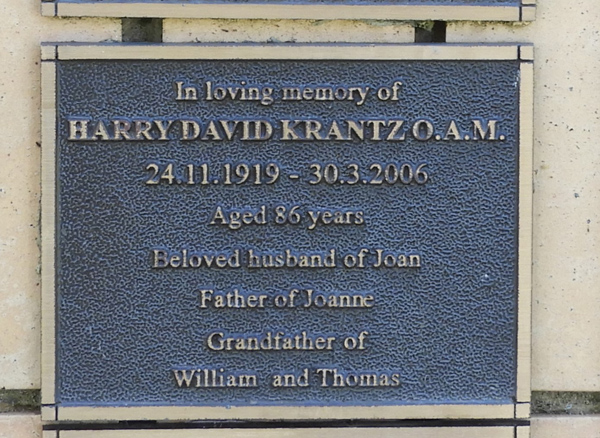 In loving memory of
HARRY DAVID KRANTZ O.A.M.
24.11.1919 - 30.3.2006
Aged 86 years
Beloved husband of Joan
Father of Joanne
Grandfather of
William and Thomas